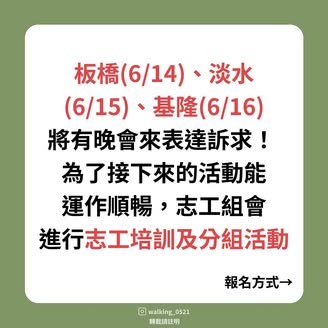 板橋(6/14)、淡水
(6/15)、基隆(6/16)
將有晚會來表達訴求！
為了接下來的活動能
運作順暢，志工組會
進行志工培訓及分組活動
報名方式→
walking_0521
轉載請註明